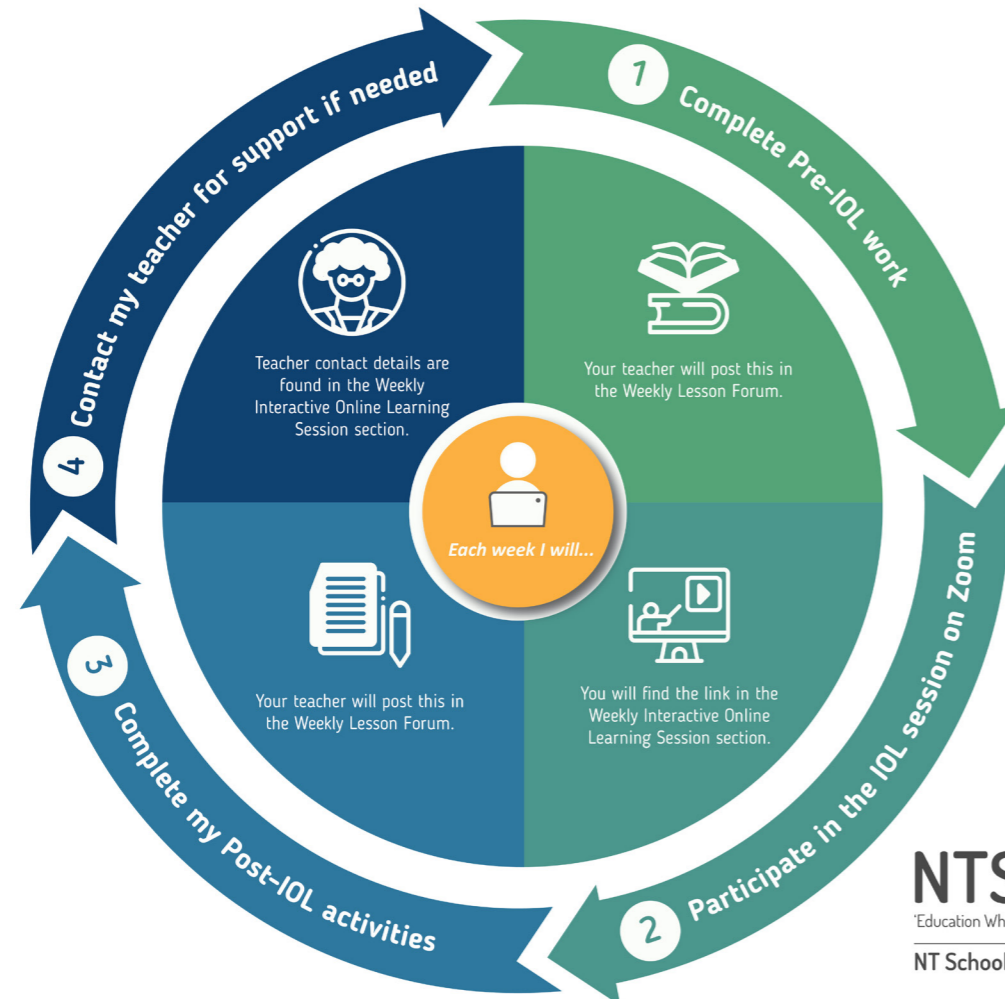 1 Complete Pre-IOL work
Your teacher will post this in
the Weekly Lesson Forum.
2 Participate in the IOL session on Zoom
You will find the link in the
Weekly Interactive Online
Learning Session section.
3 Complete my Post-IOL activities
Your teacher will post this in
the Weekly Lesson Forum.
4 Contact my teacher for support if needed
Teacher contact details are
found in the Weekly
Interactive Online Learning
Session section.
Each week I will...
NTS
'Education Wh
NT School